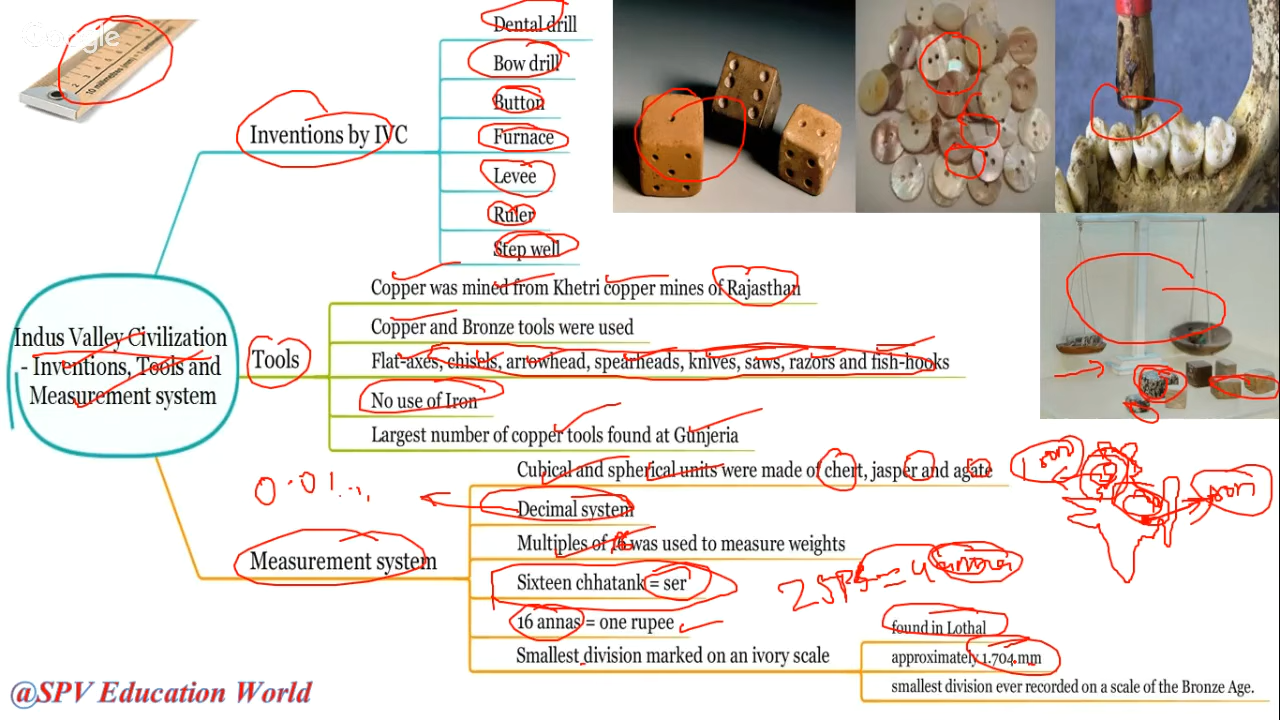 Google
Dental drill
Bow drill
Button
Inventions by IVC
Furnace
Levee
Ruler
Step well
Copper was mined from Khetri copper mines of Rajasthan
Copper and Bronze tools were used
Indus Valley Civilization
- Inventions, Tools and
Measurement system
Tools
Flat-axes, chisels, arrowhead, spearheads, knives, saws, razors and fish-hooks
No use of Iron
Largest number of copper tools found at Gunjeria
Cubical and spherical units were made of chert, jasper and agate
0.01...
Decimal system
Multiples of 16 was used to measure weights
Measurement system
Sixteen chhatank = ser
16 annas = one rupee
Smallest division marked on an ivory scale
found in Lothal
approximately 1.704 mm
smallest division ever recorded on a scale of the Bronze Age.
@SPV Education World